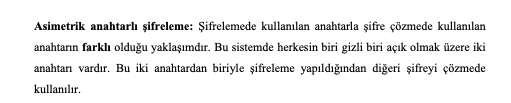 Asimetrik anahtarlı şifreleme: Şifrelemede kullanılan anahtarla şifre çözmede kullanılan
anahtarın farklı olduğu yaklaşımdır. Bu sistemde herkesin biri gizli biri açık olmak üzere iki
anahtarı vardır. Bu iki anahtardan biriyle şifreleme yapıldığından diğeri şifreyi çözmede
kullanılır.